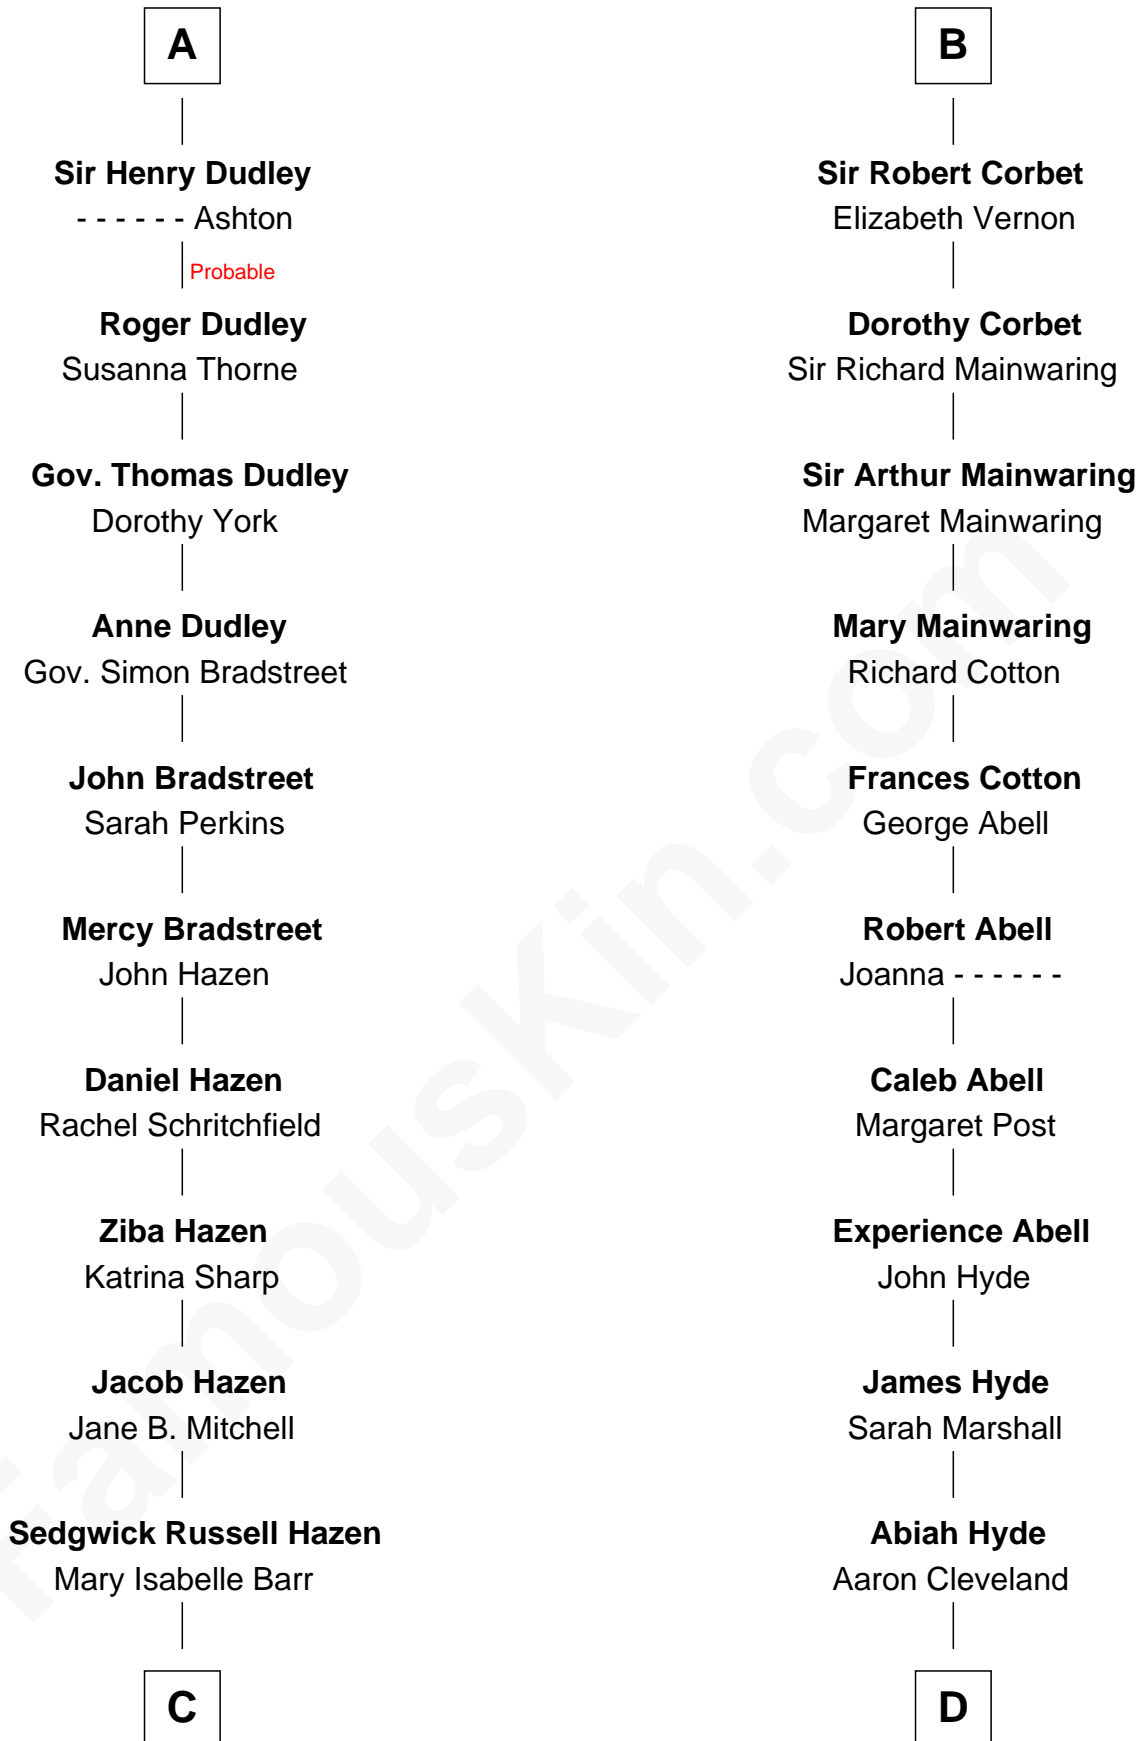 A
Sir Henry Dudley
- - - - - - Ashton
Probable
Roger Dudley
Susanna Thorne
Gov. Thomas Dudley
Dorothy York
Anne Dudley
Gov. Simon Bradstreet
John Bradstreet
Sarah Perkins
Mercy Bradstreet
John Hazen
Daniel Hazen
Rachel Schritchfield
Ziba Hazen
Katrina Sharp
Jacob Hazen
Jane B. Mitchell
Sedgwick Russell Hazen
Mary Isabelle Barr
C
B
Sir Robert Corbet
Elizabeth Vernon
Dorothy Corbet
Sir Richard Mainwaring
Sir Arthur Mainwaring
Margaret Mainwaring
Mary Mainwaring
Richard Cotton
Frances Cotton
George Abell
Robert Abell
Joanna - - - - - -
Caleb Abell
Margaret Post
Experience Abell
John Hyde
James Hyde
Sarah Marshall
Abiah Hyde
Aaron Cleveland
D
FamousKin.com